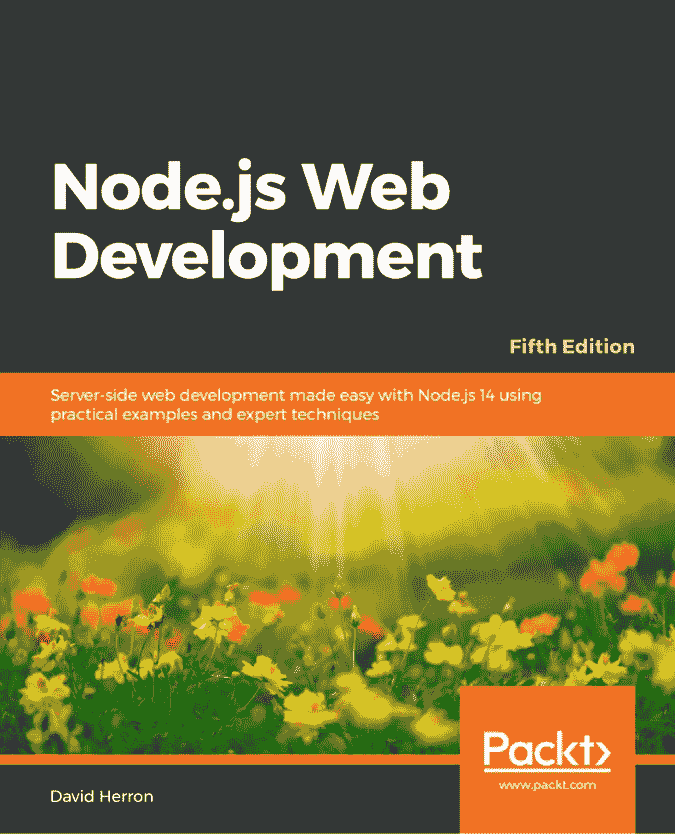 Node.js Web
Development
Fifth Edition
Server-side web development made easy with Node.js 14 using
practical examples and expert techniques
Packt>
www.packt.com
David Herron